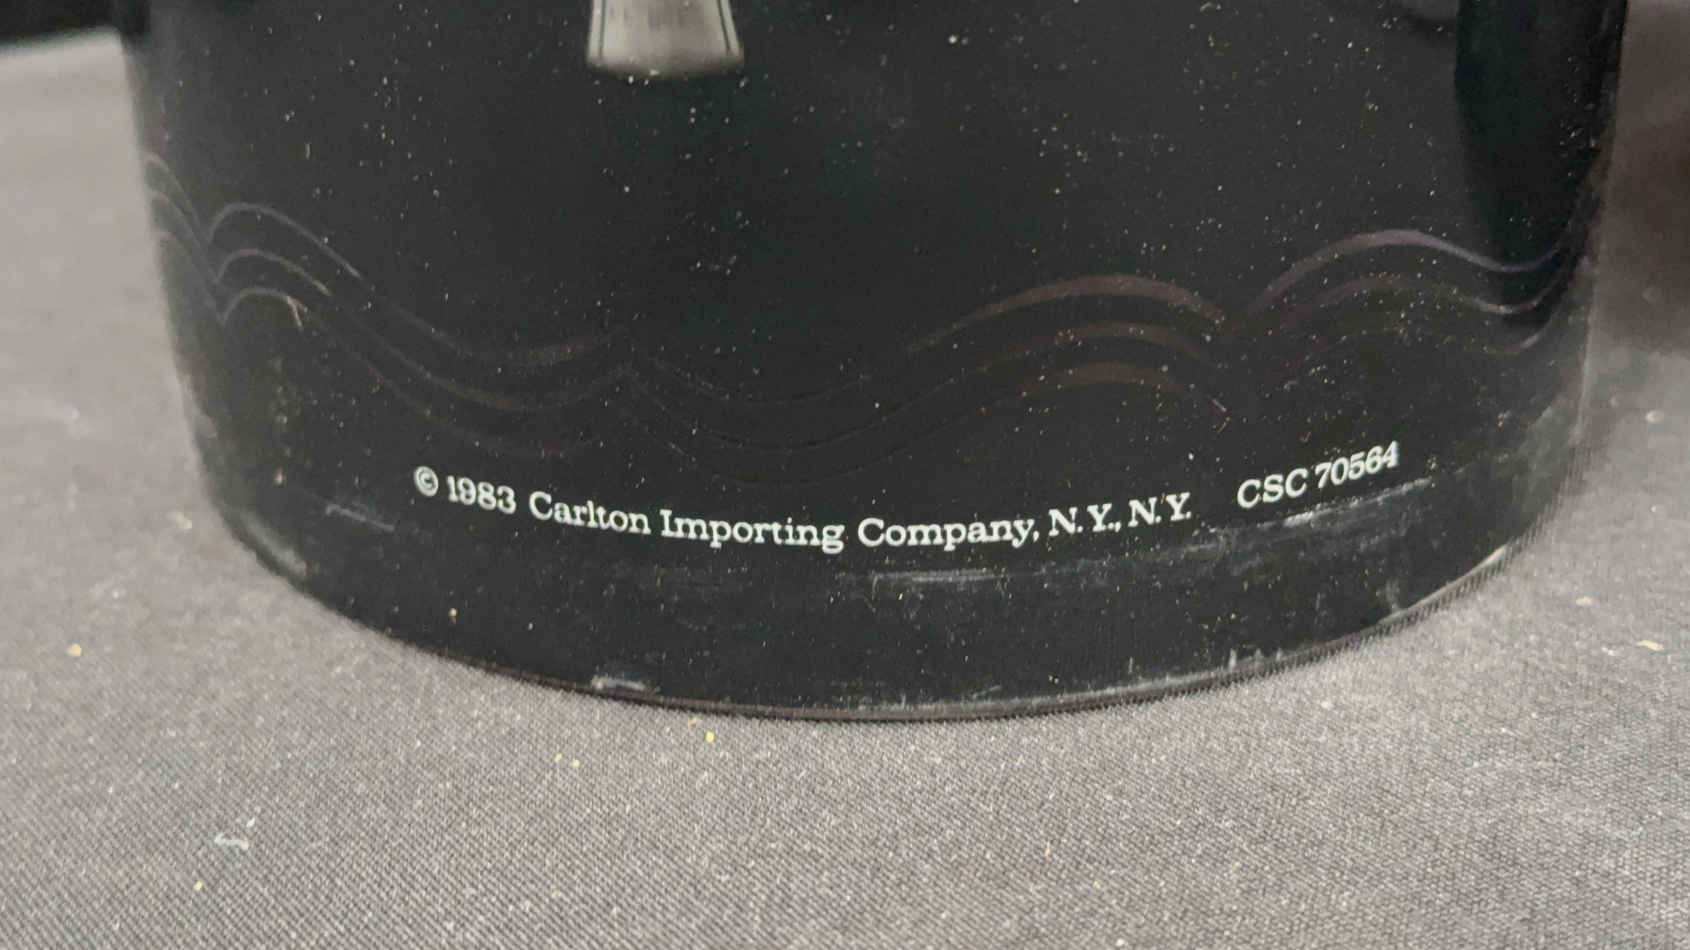 © 1983 Carlton Importing Company, N.Y., N.Y. CSC 70564